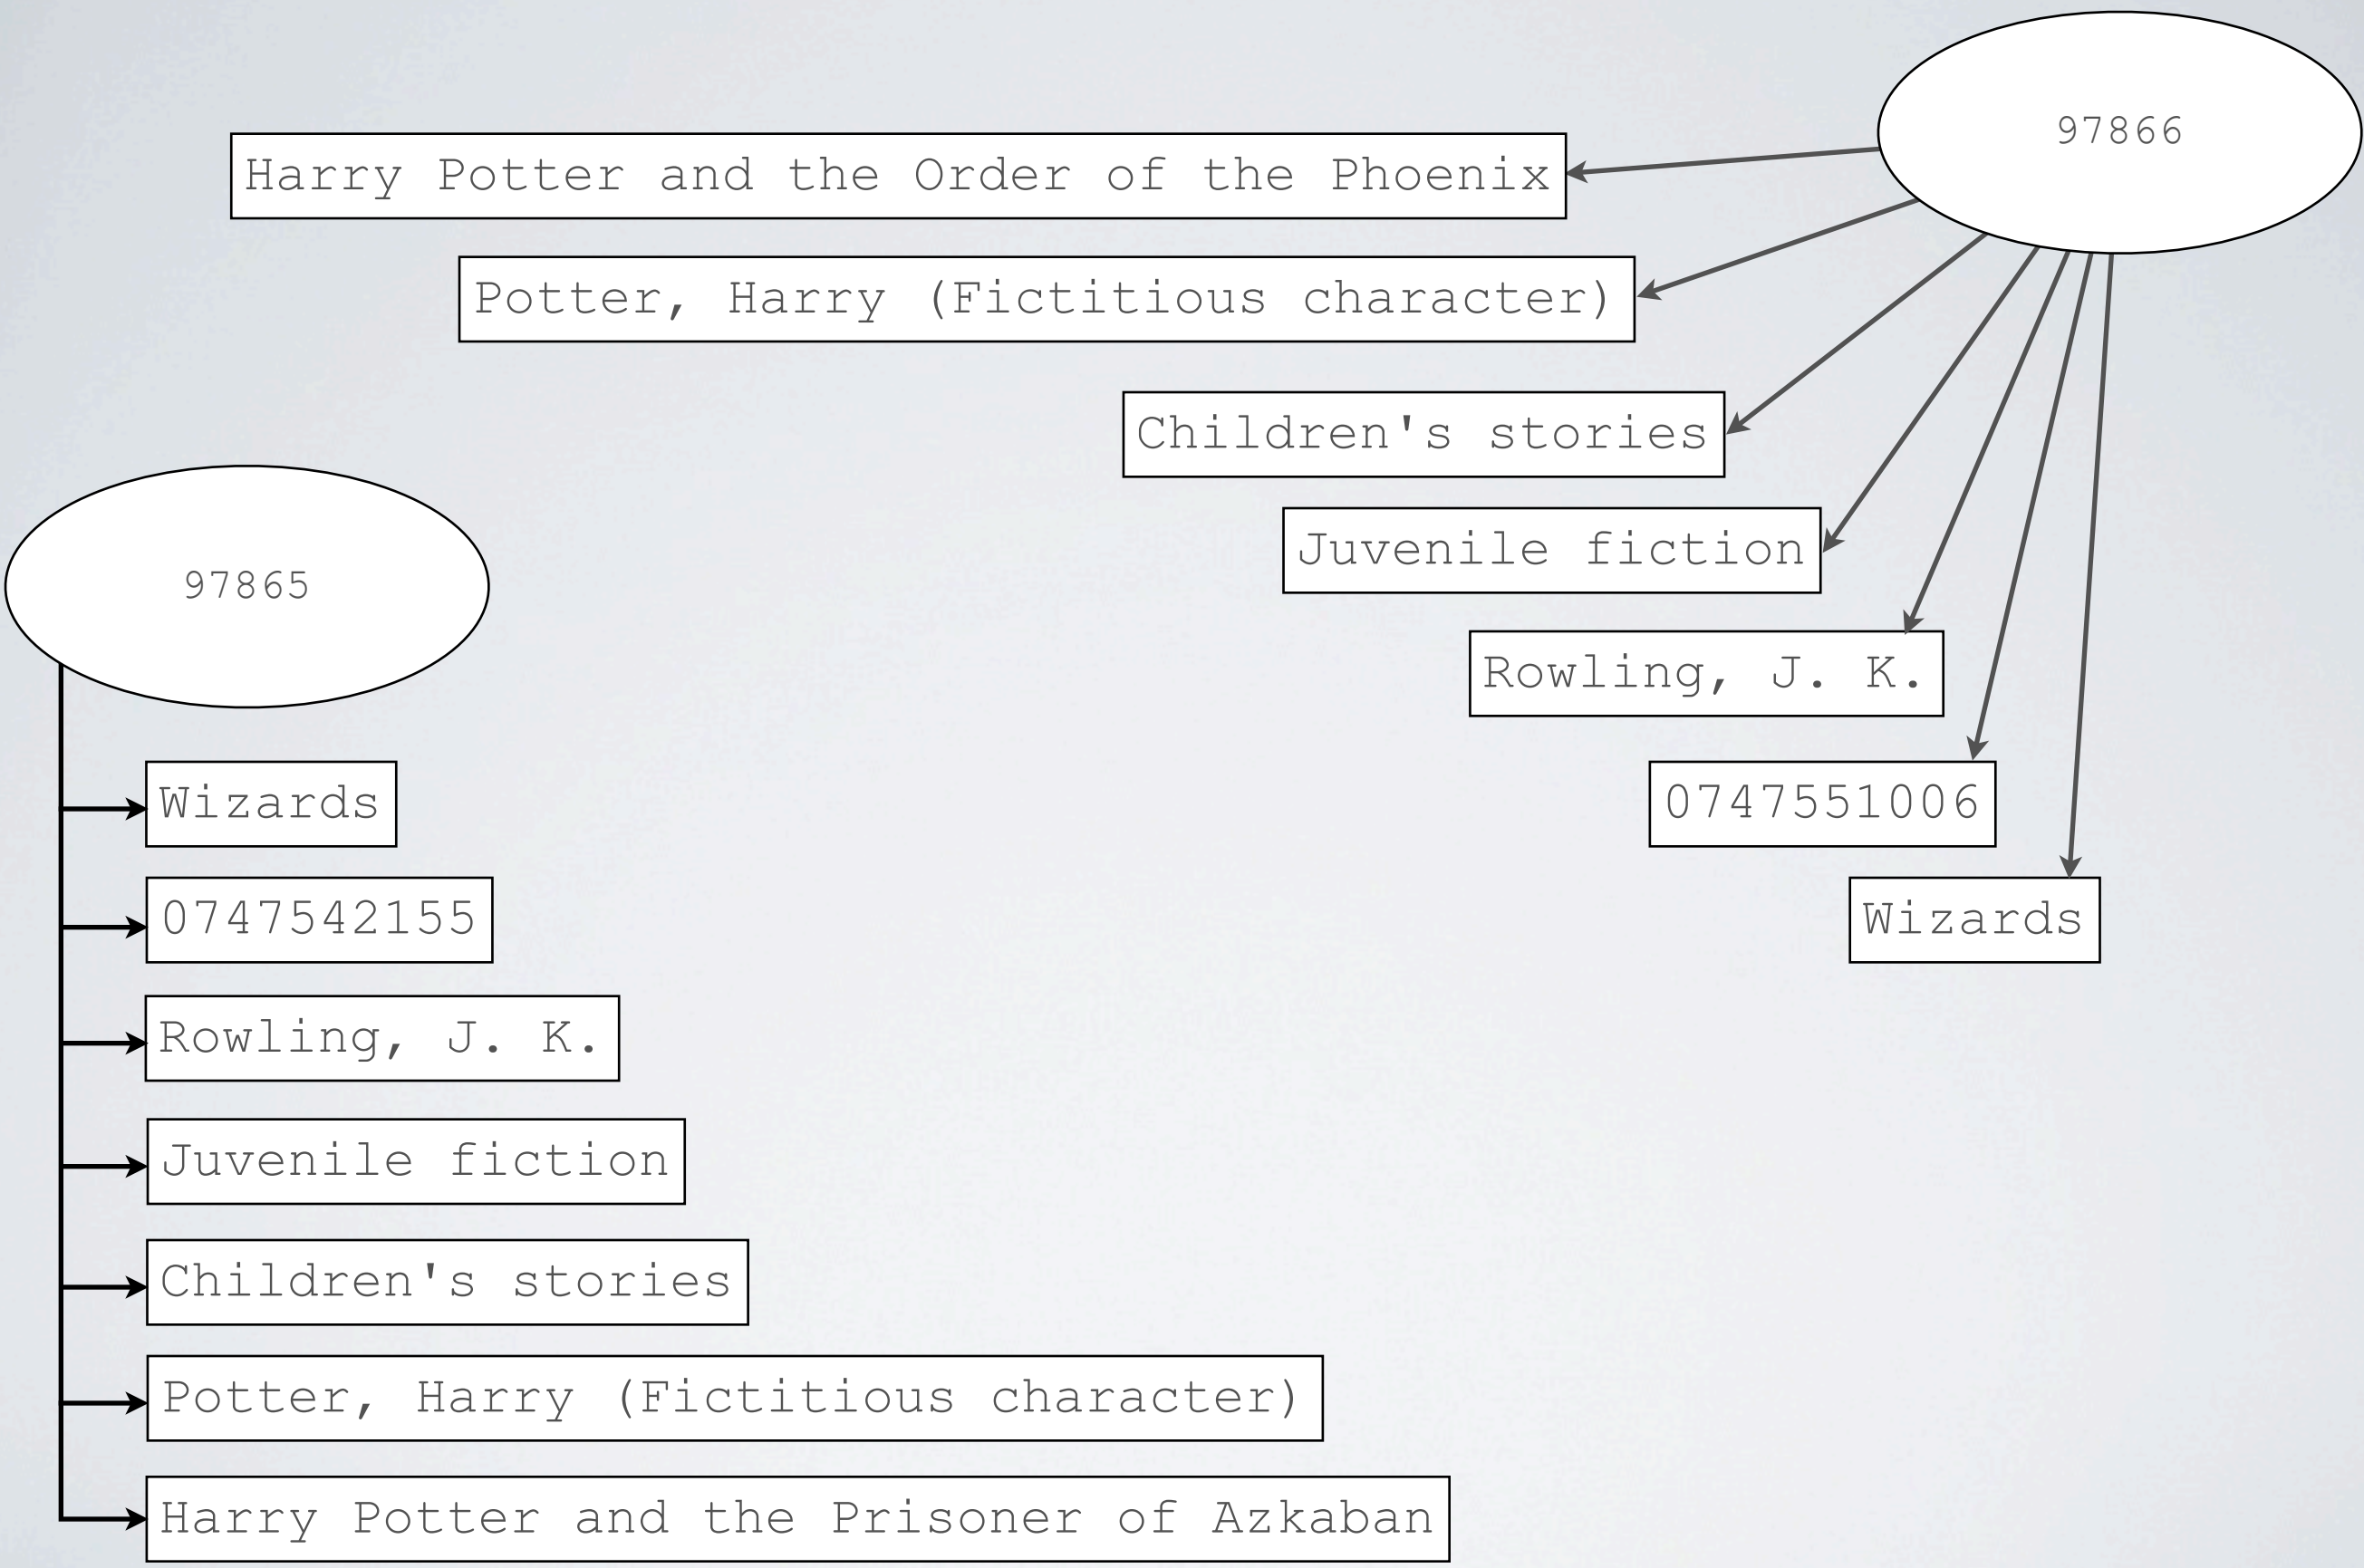 97866
Harry Potter and the Order of the Phoenix
Potter, Harry (Fictitious character)
Children's stories
Juvenile fiction
Rowling, J. K.
0747551006
Wizards
97865
Wizards
0747542155
Rowling, J. K.
Juvenile fiction
Children's stories
Potter, Harry (Fictitious character)
Harry Potter and the Prisoner of Azkaban